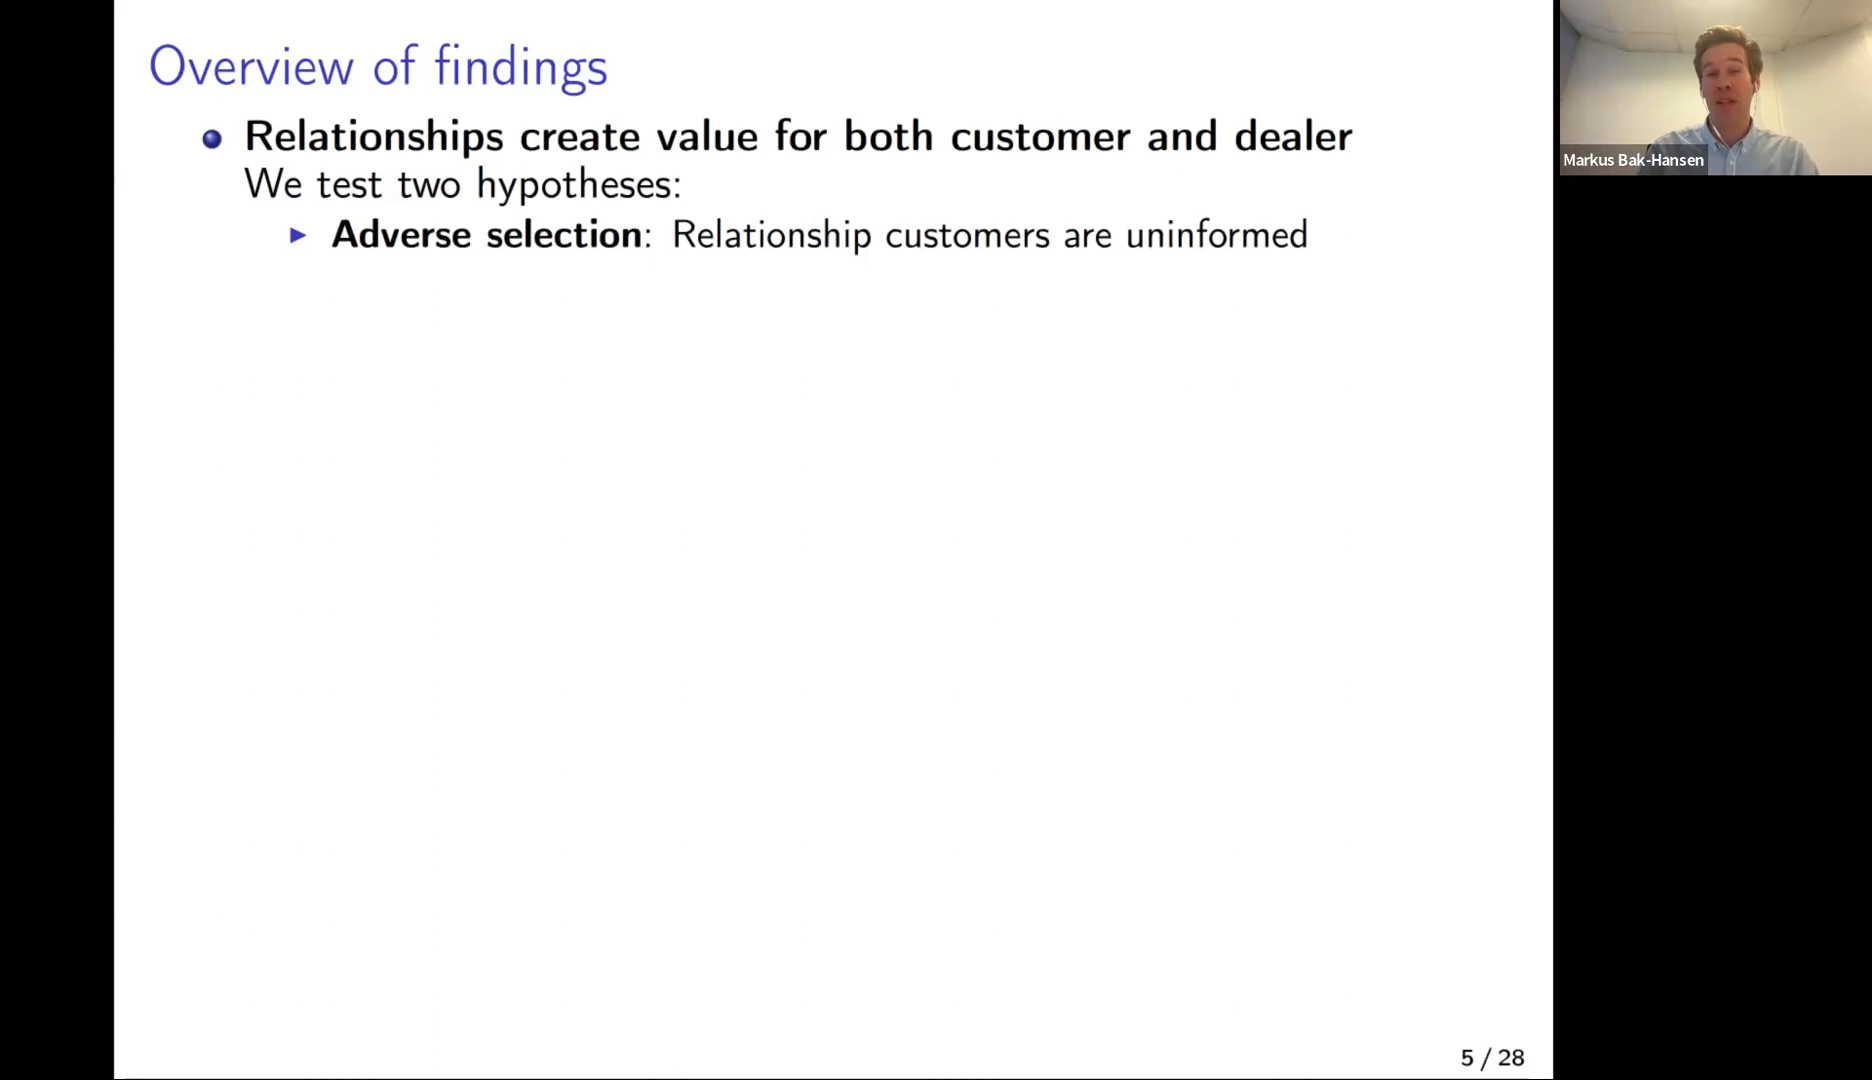 Overview of findings
Relationships create value for both customer and dealer
We test two hypotheses:
Adverse selection: Relationship customers are uninformed
Markus Bak-Hansen
5 / 28